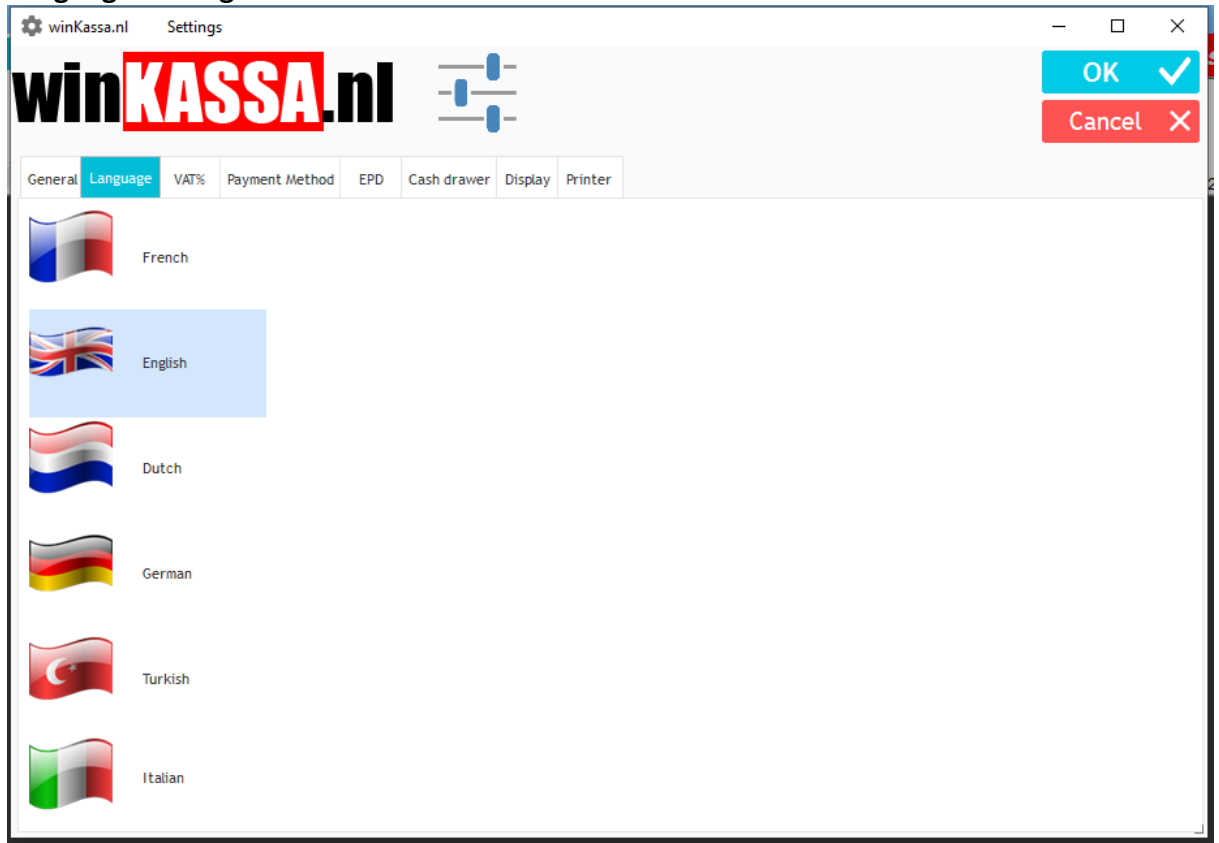 winKassa.nl Settings
winKASSA.nl
OK
Cancel
General Language VAT% Payment Method EPD Cash drawer Display Printer
French
English
Dutch
German
Turkish
Italian